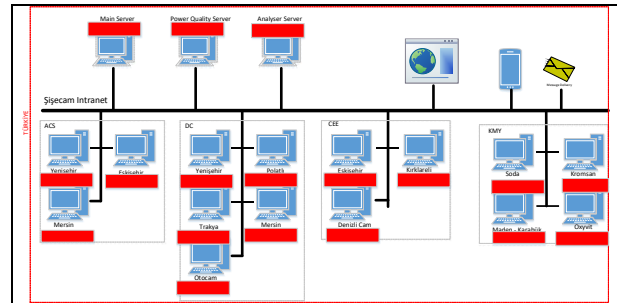 Main Server
Power Quality Server
Analyser Server
Şişecam Intranet
TÜRKİYE
ACS
Yenişehir
Eskişehir
Mersin
DC
Yenişehir
Polatlı
Trakya
Mersin
Otocam
CEE
Eskisehir
Kırklareli
Denizli Cam
KMY
Soda
Kromsan
Maden - Karabük
Oxyvit